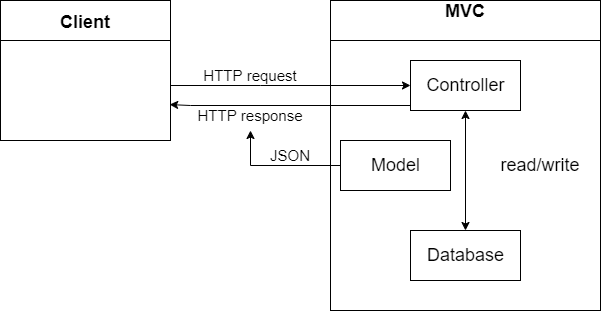 Client
MVC
HTTP request
Controller
HTTP response
JSON
Model
read/write
Database